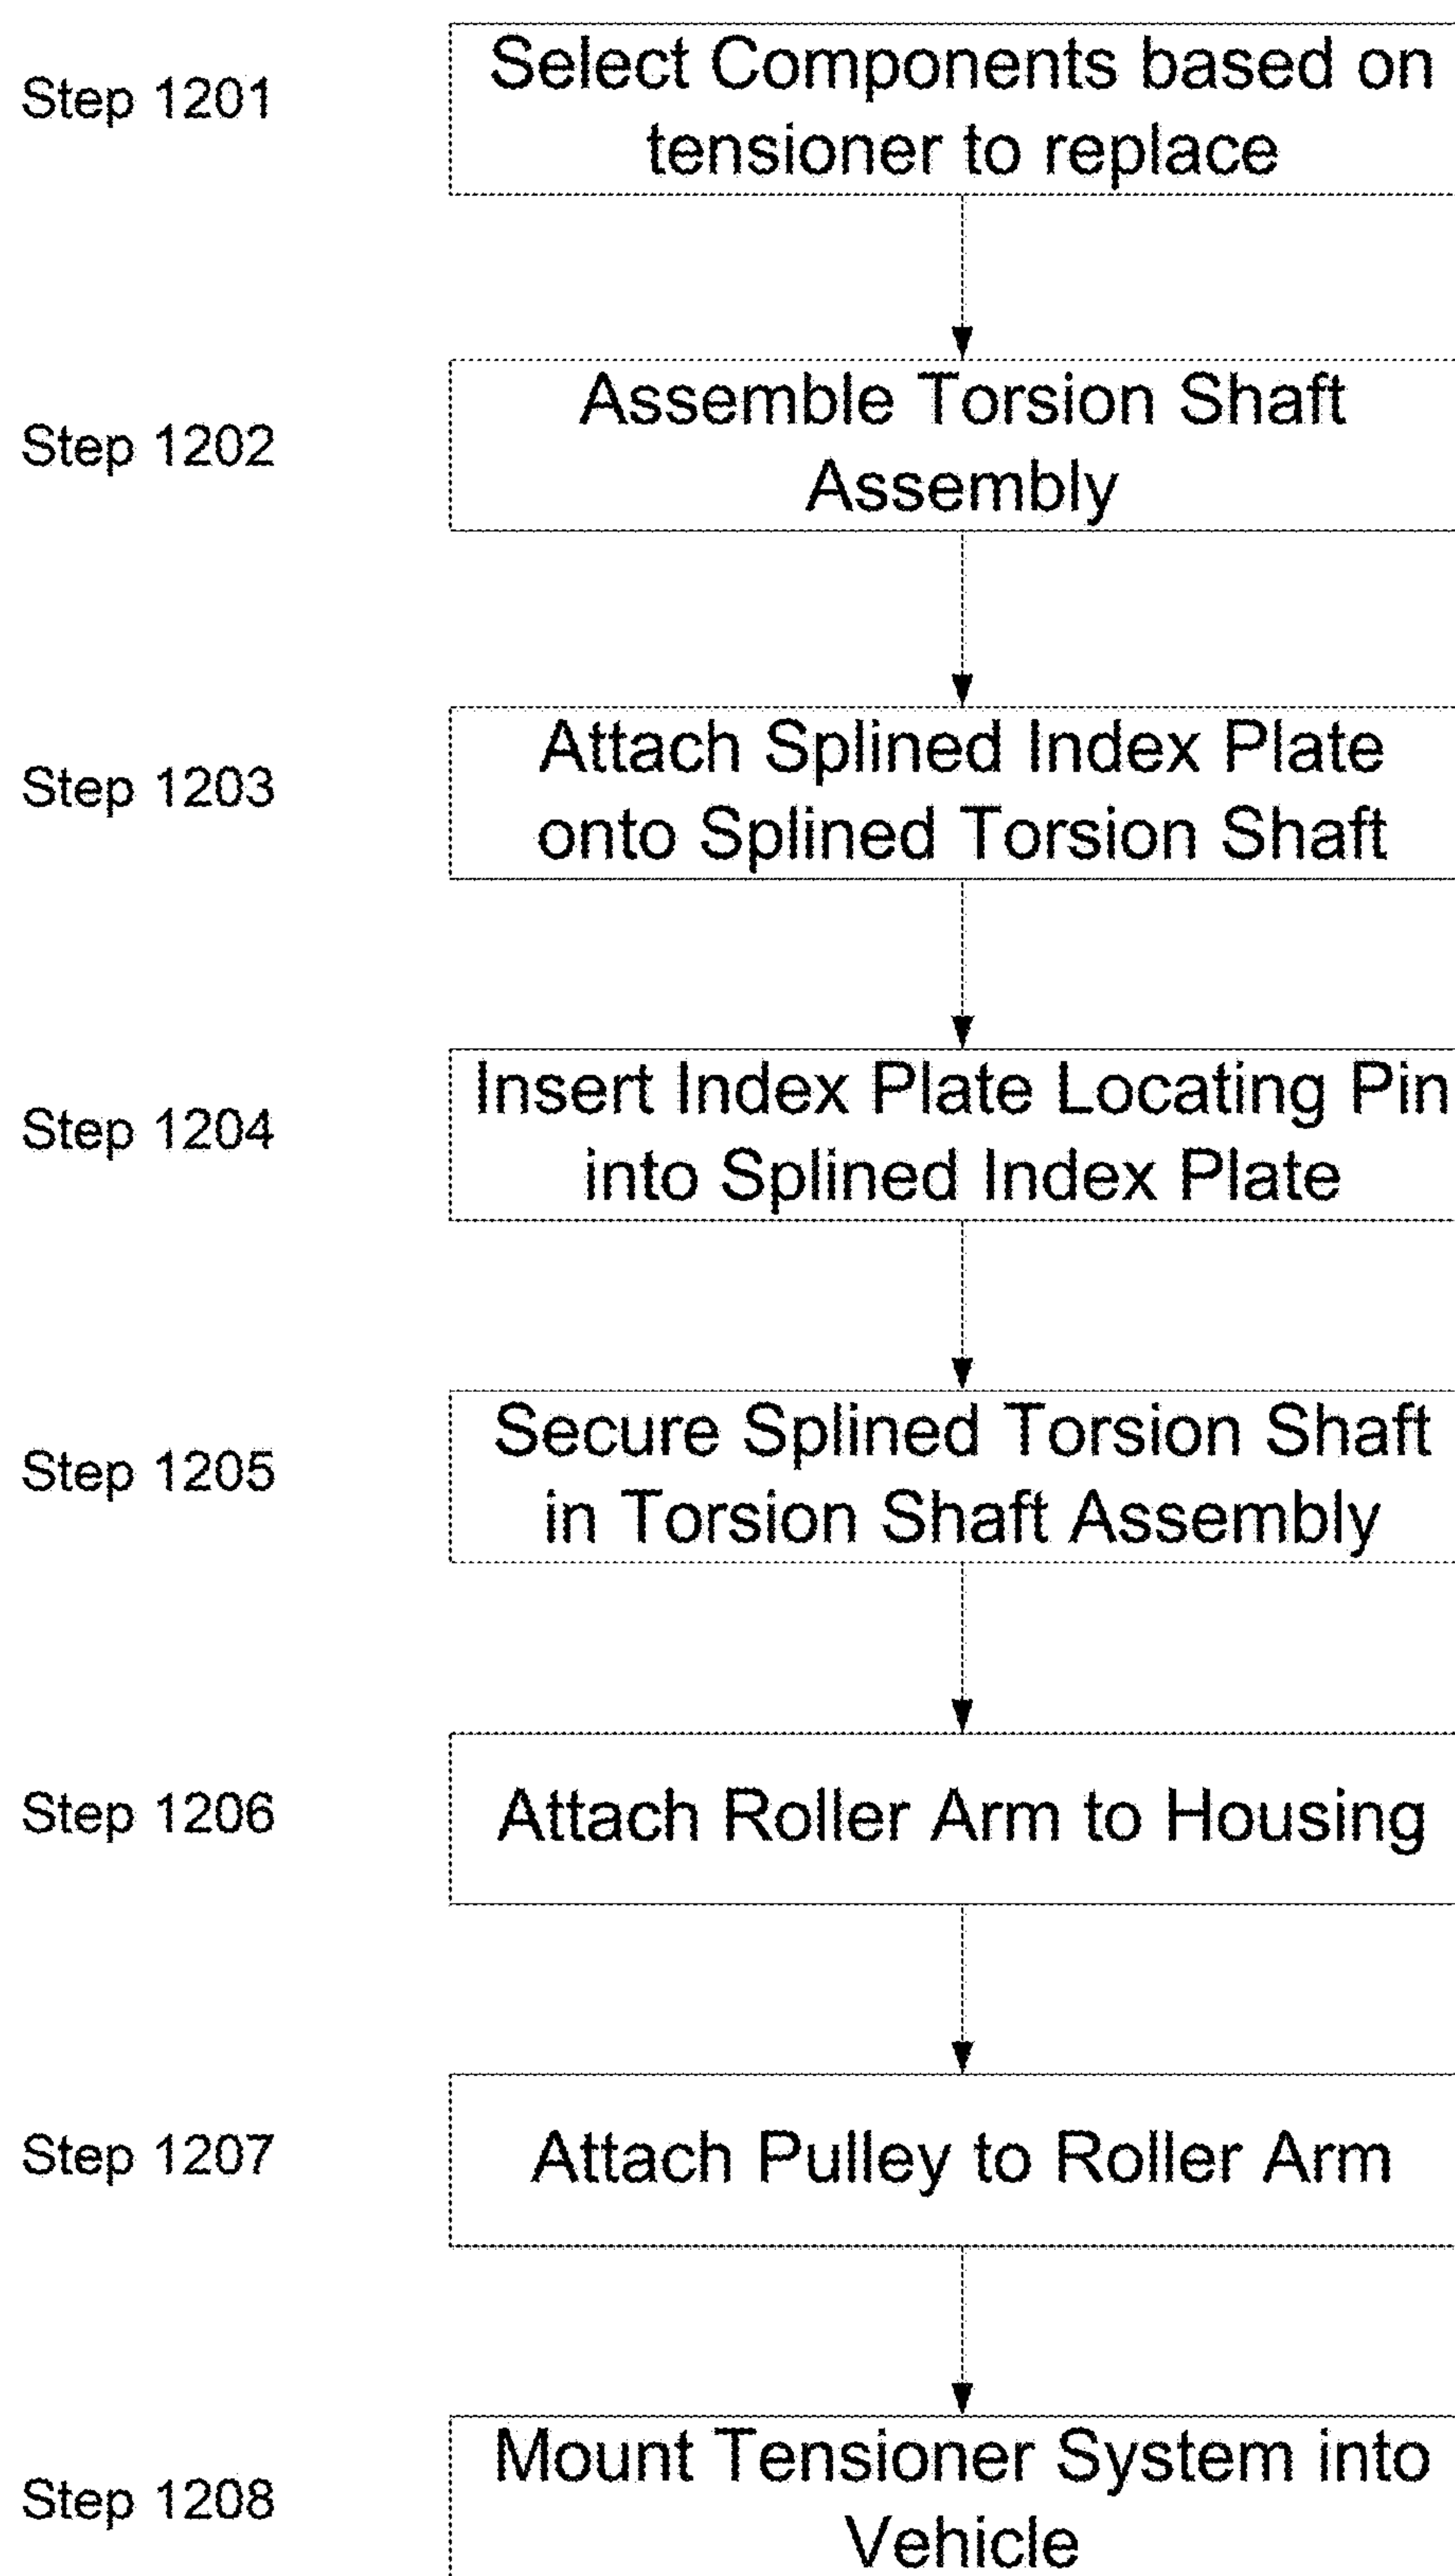 Step 1201
Select Components based on
tensioner to replace
Step 1202
Assemble Torsion Shaft
Assembly
Step 1203
Attach Splined Index Plate
onto Splined Torsion Shaft
Step 1204
Insert Index Plate Locating Pin
into Splined Index Plate
Step 1205
Secure Splined Torsion Shaft
in Torsion Shaft Assembly
Step 1206
Attach Roller Arm to Housing
Step 1207
Attach Pulley to Roller Arm
Step 1208
Mount Tensioner System into
Vehicle